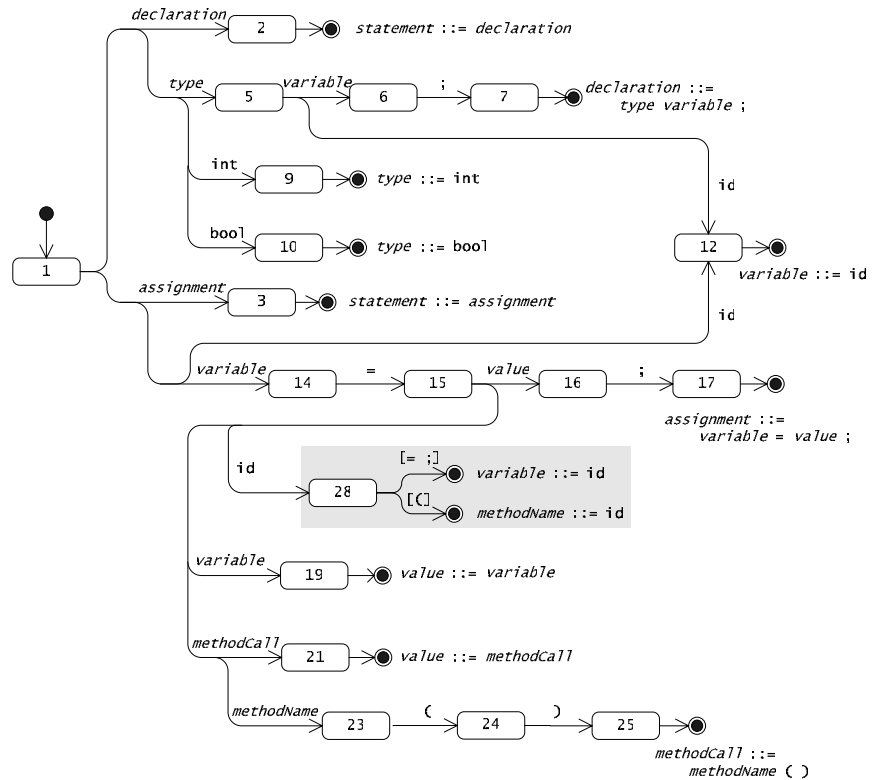 declaration
2
statement ::= declaration
type
5
variable
6
;
7
declaration ::=
type variable ;
int
9
type ::= int
id
bool
10
type ::= bool
12
variable ::= id
1
assignment
3
statement ::= assignment
id
variable
14
=
15
value
16
;
17
assignment ::=
variable = value ;
id
28
[= ;]
variable ::= id
[(]
methodName ::= id
variable
19
value ::= variable
methodCall
21
value ::= methodCall
methodName
23
(
24
)
25
methodCall ::=
methodName ( )